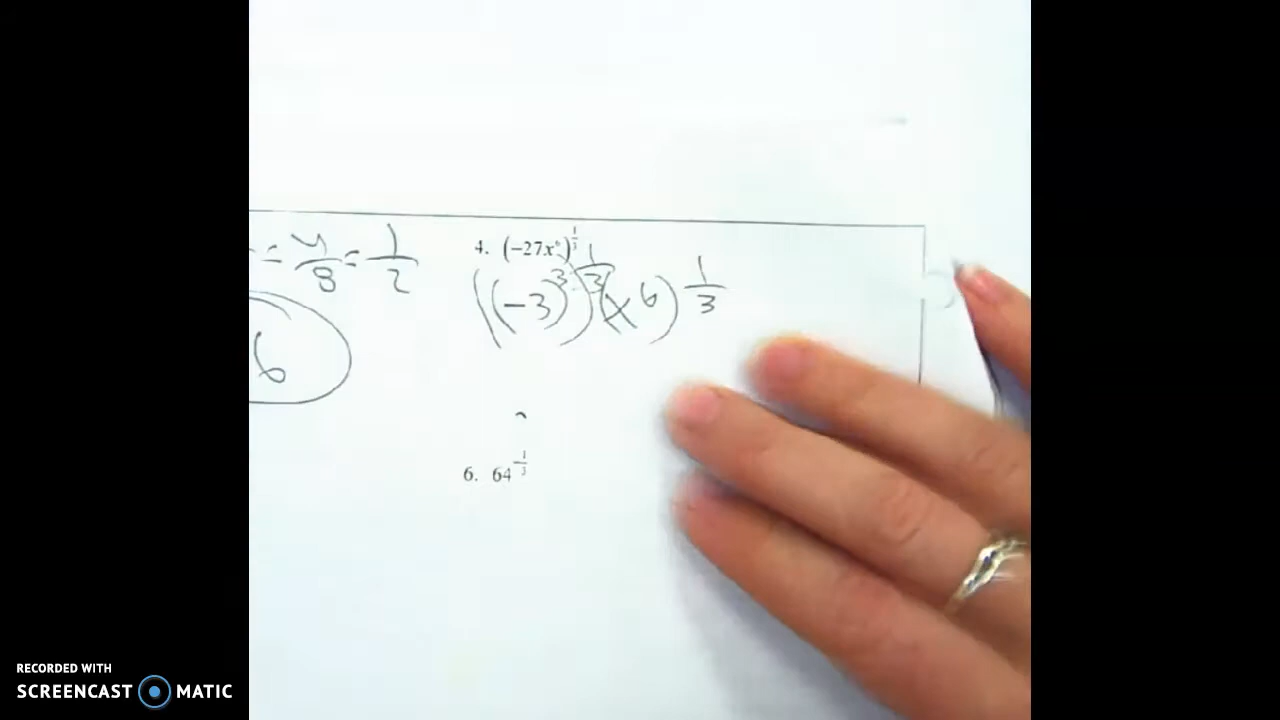 = 4/8 = 1/2
6
4. (−27x⁶)^(1/3)
((−3)³)^(1/3) (x⁶)^(1/3)
6. 64^(−1/3)
RECORDED WITH
SCREENCAST MATIC